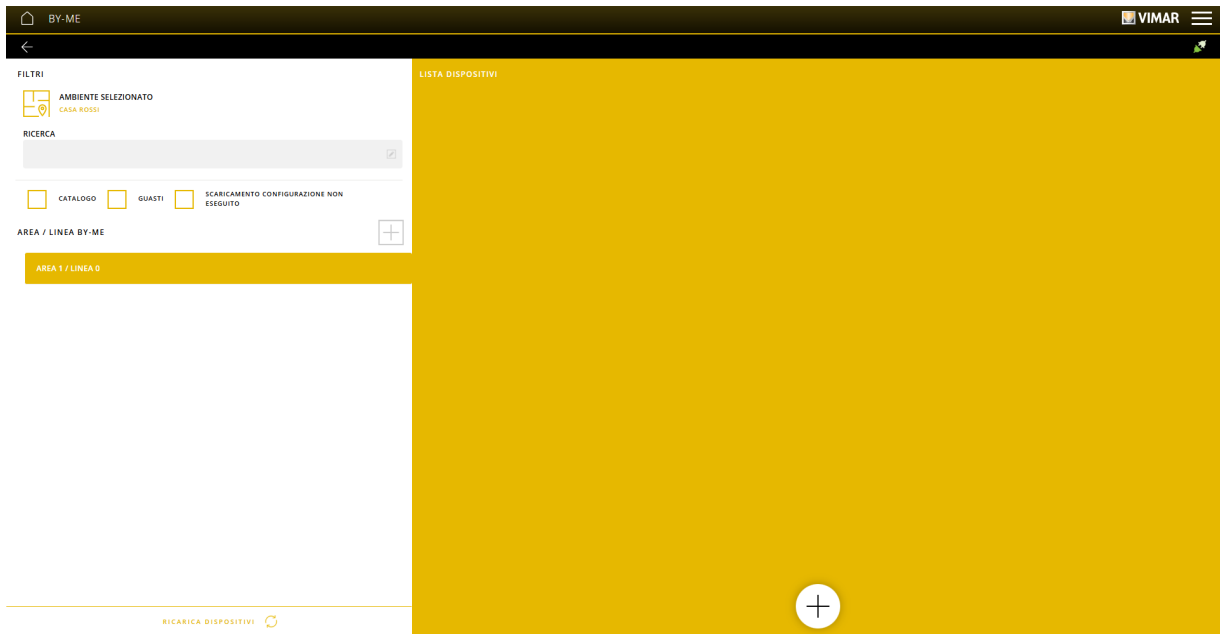 BY-ME
VIMAR
FILTRI
AMBIENTE SELEZIONATO
CASA ROSSI
RICERCA
CATALOGO
GUASTI
SCARICAMENTO CONFIGURAZIONE NON
ESEGUITO
AREA / LINEA BY-ME
AREA 1 / LINEA 0
RICARICA DISPOSITIVI
LISTA DISPOSITIVI